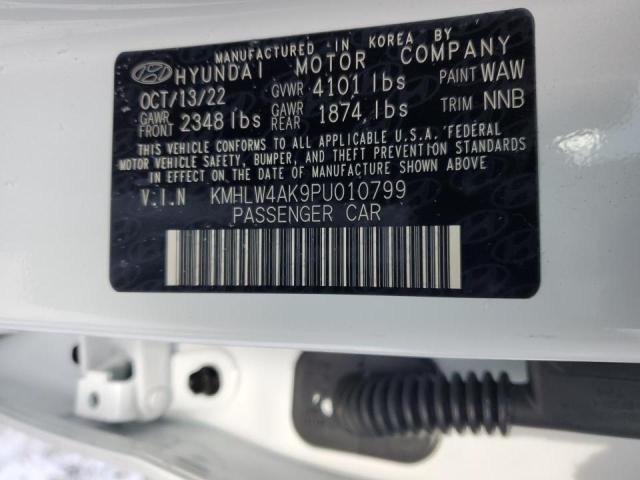 MANUFACTURED IN KOREA BY
HYUNDAI MOTOR COMPANY
OCT/13/22 GVWR 4101 lbs PAINT WAW
GAWR FRONT 2348 lbs GAWR REAR 1874 lbs TRIM NNB
THIS VEHICLE CONFORMS TO ALL APPLICABLE U.S.A. FEDERAL
MOTOR VEHICLE SAFETY, BUMPER, AND THEFT PREVENTION STANDARDS
IN EFFECT ON THE DATE OF MANUFACTURE SHOWN ABOVE.
V.I.N KMHLW4AK9PU010799
PASSENGER CAR